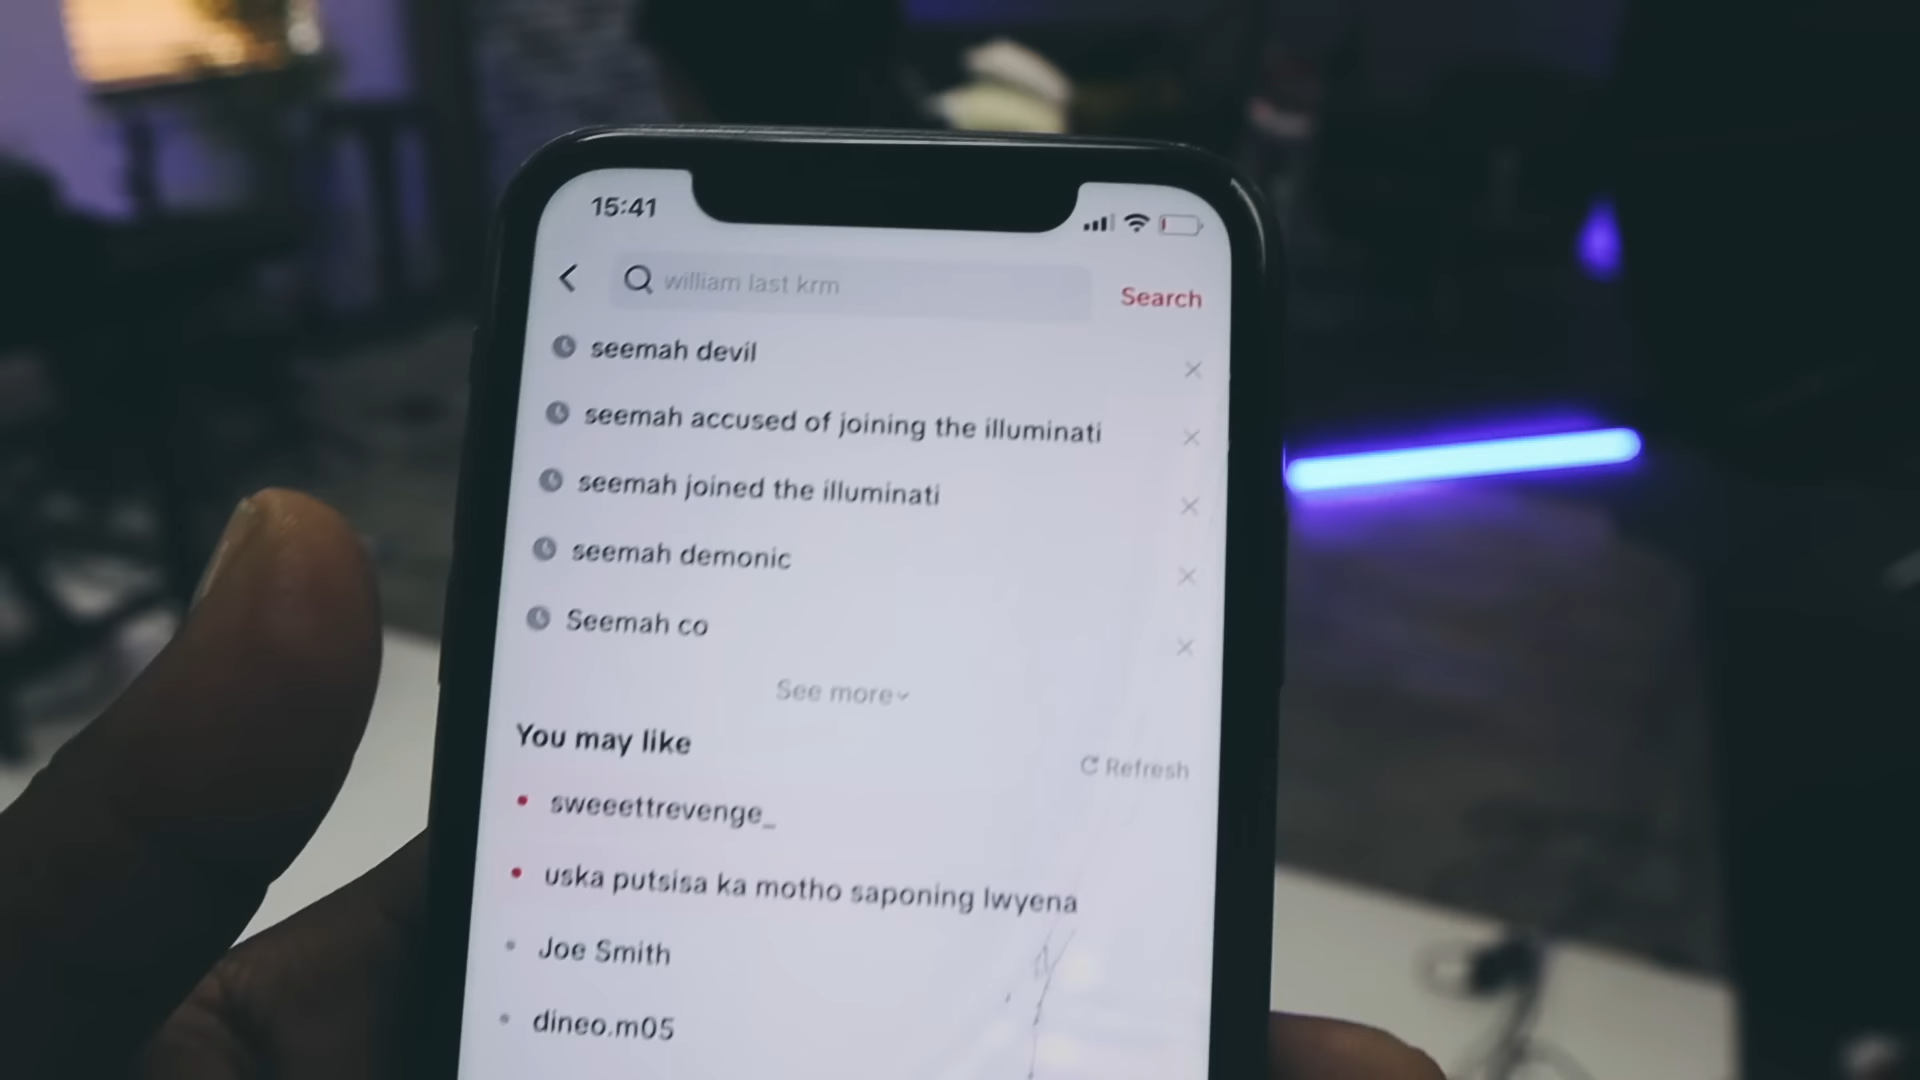 15:41
william last krm
Search
seemah devil
seemah accused of joining the illuminati
seemah joined the illuminati
seemah demonic
Seemah co
See more
You may like
Refresh
sweeettrevenge_
uska putsisa ka motho saponing lwyena
Joe Smith
dineo.m05